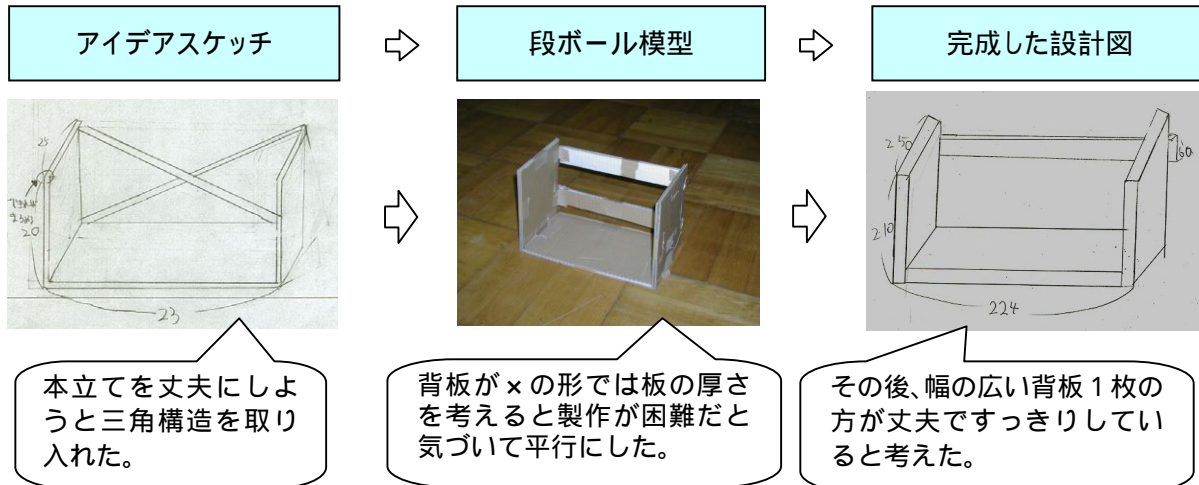 アイデアスケッチ
段ボール模型
完成した設計図
25
20
23
250
60
210
224
本立てを丈夫にしよ
うと三角構造を取り
入れた。
背板が×の形では板の厚さ
を考えると製作が困難だと
気づいて平行にした。
その後、幅の広い背板１枚の
方が丈夫ですっきりしてい
ると考えた。